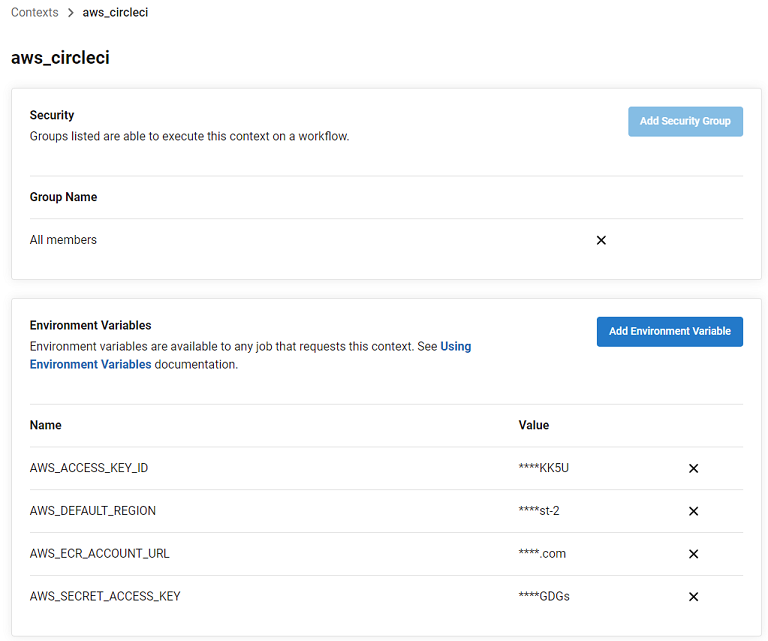 Contexts > aws_circleci
aws_circleci
Security
Add Security Group
Groups listed are able to execute this context on a workflow.
Group Name
All members
Environment Variables
Add Environment Variable
Environment variables are available to any job that requests this context. See Using
Environment Variables documentation.
Name Value
AWS_ACCESS_KEY_ID ****KK5U
AWS_DEFAULT_REGION ****st-2
AWS_ECR_ACCOUNT_URL ****.com
AWS_SECRET_ACCESS_KEY ****GDGs